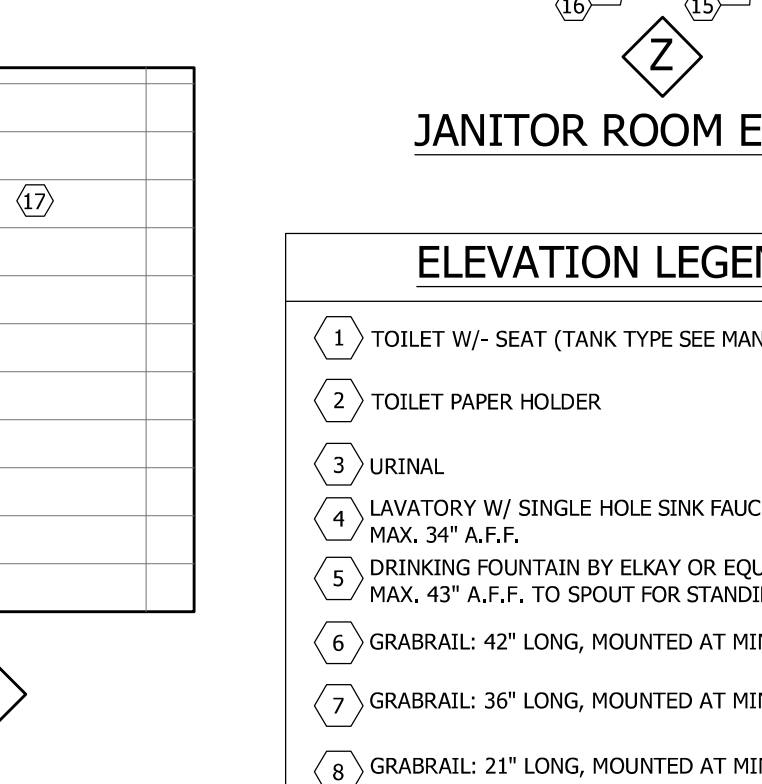 16 15
Z
JANITOR ROOM E
17
ELEVATION LEGEN
1 TOILET W/- SEAT (TANK TYPE SEE MAN
2 TOILET PAPER HOLDER
3 URINAL
4 LAVATORY W/ SINGLE HOLE SINK FAUC
MAX. 34" A.F.F.
5 DRINKING FOUNTAIN BY ELKAY OR EQU
MAX. 43" A.F.F. TO SPOUT FOR STANDI
6 GRABRAIL: 42" LONG, MOUNTED AT MI
7 GRABRAIL: 36" LONG, MOUNTED AT MI
8 GRABRAIL: 21" LONG, MOUNTED AT MI